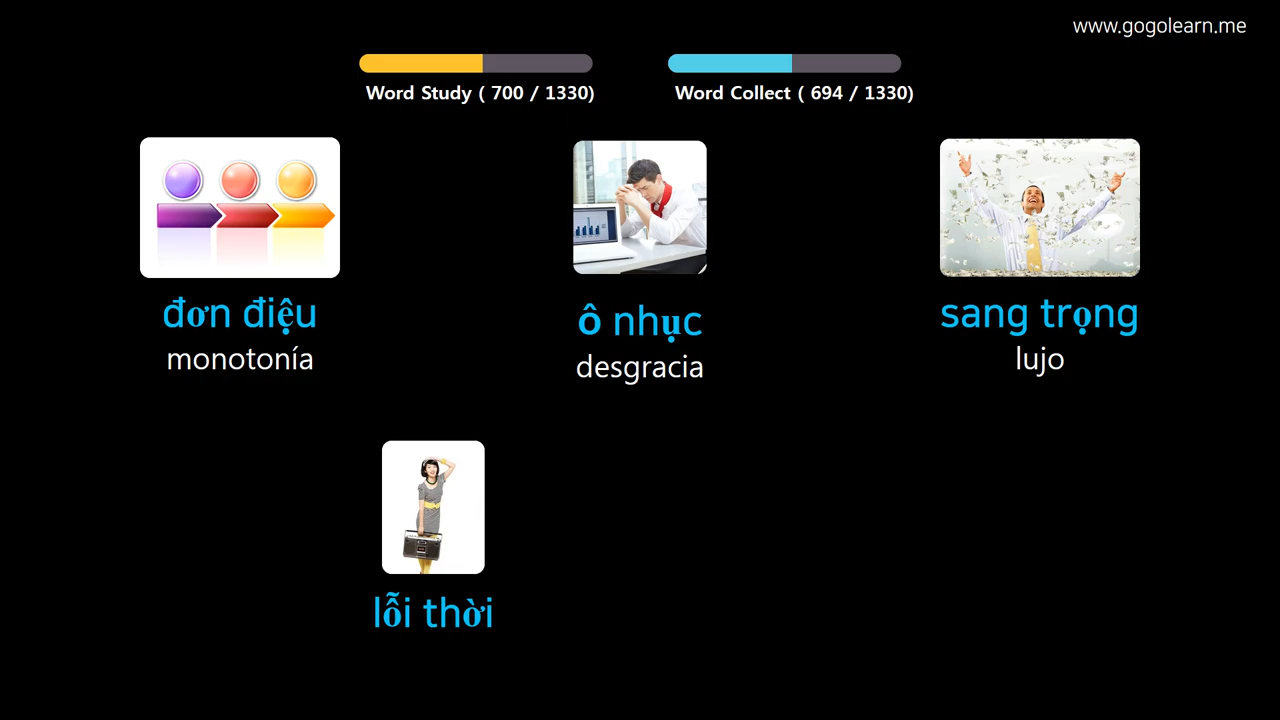 www.gogolearn.me
Word Study ( 700 / 1330)
Word Collect ( 694 / 1330)
đơn điệu
monotonía
ô nhục
desgracia
sang trọng
lujo
lỗi thời